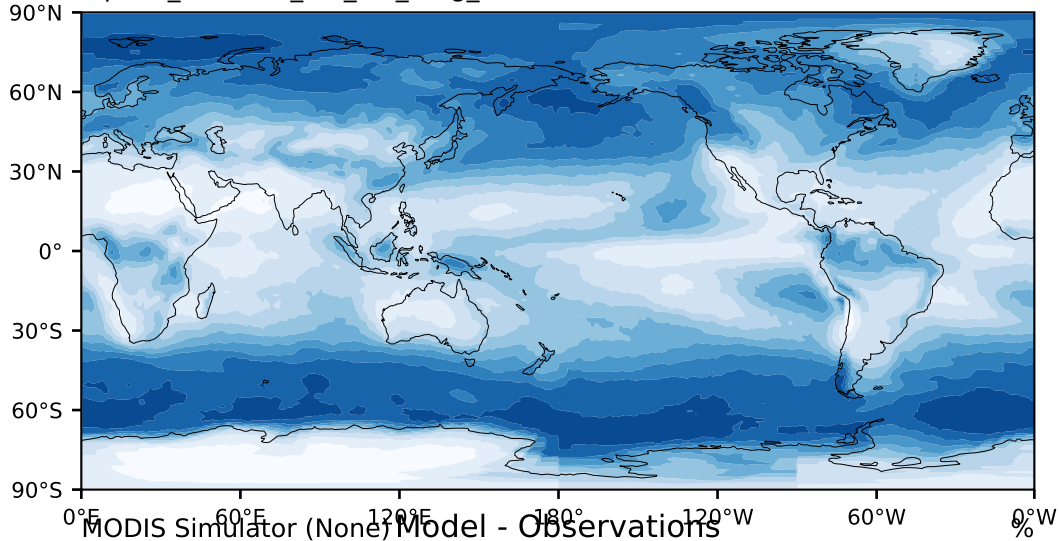 90°N
60°N
30°N
0°
30°S
60°S
90°S
0°E 60°E 120°E 180° 120°W 60°W 0°W
MODIS Simulator (None) Model - Observations %